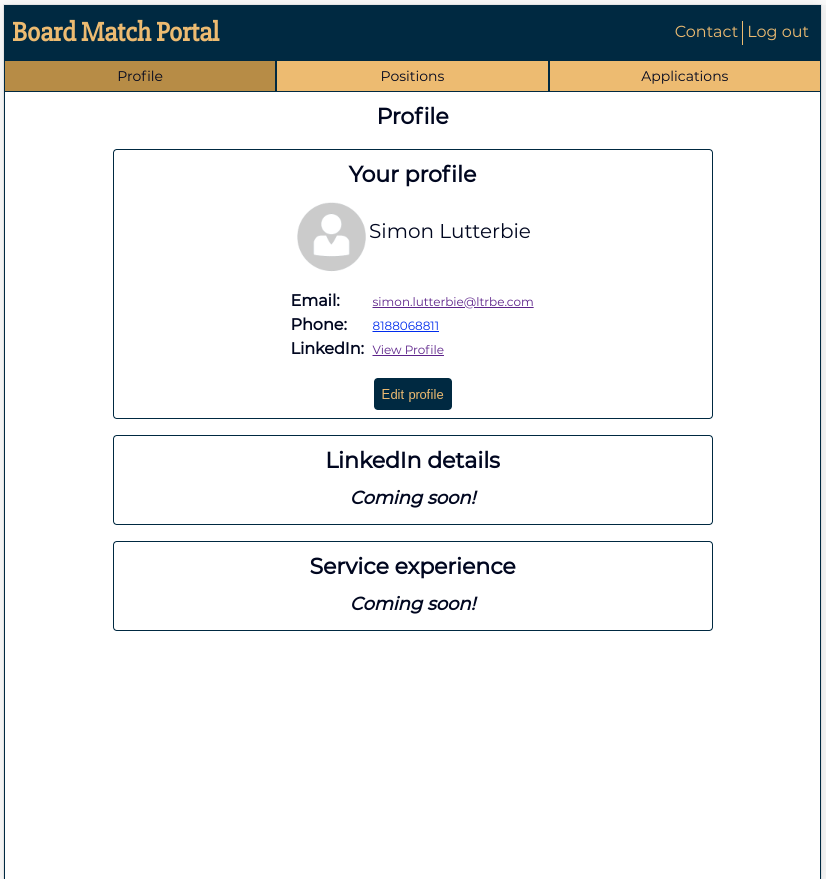 Board Match Portal
Contact Log out
Profile Positions Applications
Profile
Your profile
Simon Lutterbie
Email: simon.lutterbie@ltrbe.com
Phone: 8188068811
LinkedIn: View Profile
Edit profile
LinkedIn details
Coming soon!
Service experience
Coming soon!